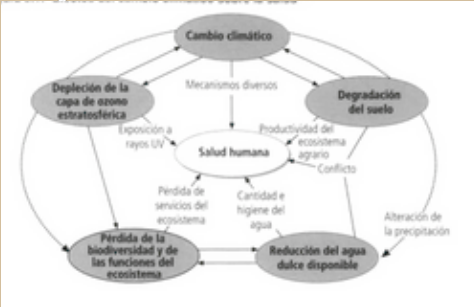 Cambio climático
Depleción de la
capa de ozono
estratosférica
Mecanismos diversos
Degradación
del suelo
Exposición a
rayos UV
Salud humana
Productividad del
ecosistema
agrario
Conflicto
Pérdida de
servicios del
ecosistema
Cantidad e
higiene del
agua
Alteración de
la precipitación
Pérdida de la
biodiversidad y de
las funciones del
ecosistema
Reducción del agua
dulce disponible